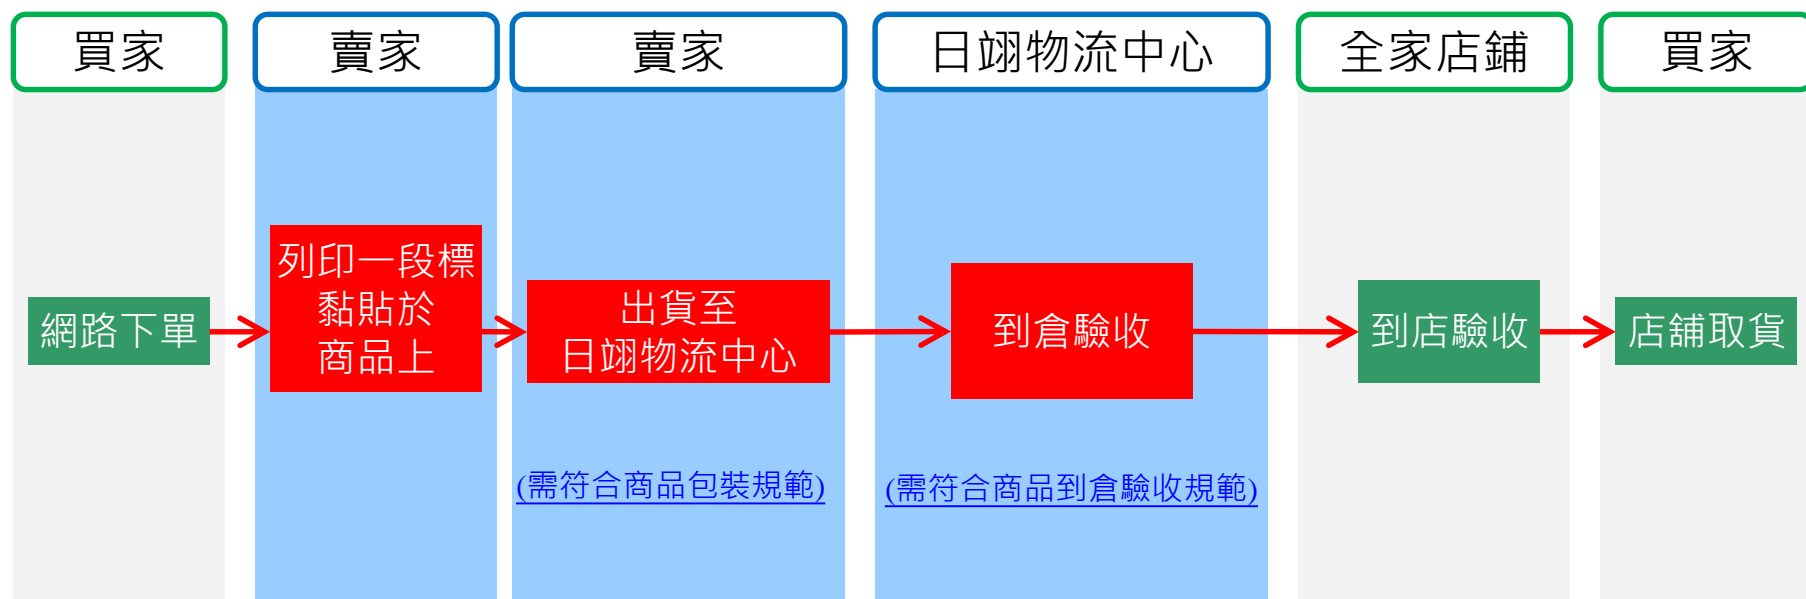 買家
賣家
賣家
日翊物流中心
全家店鋪
買家
網路下單
列印一段標
黏貼於
商品上
出貨至
日翊物流中心
到倉驗收
到店驗收
店舖取貨
(需符合商品包裝規範)
(需符合商品到倉驗收規範)